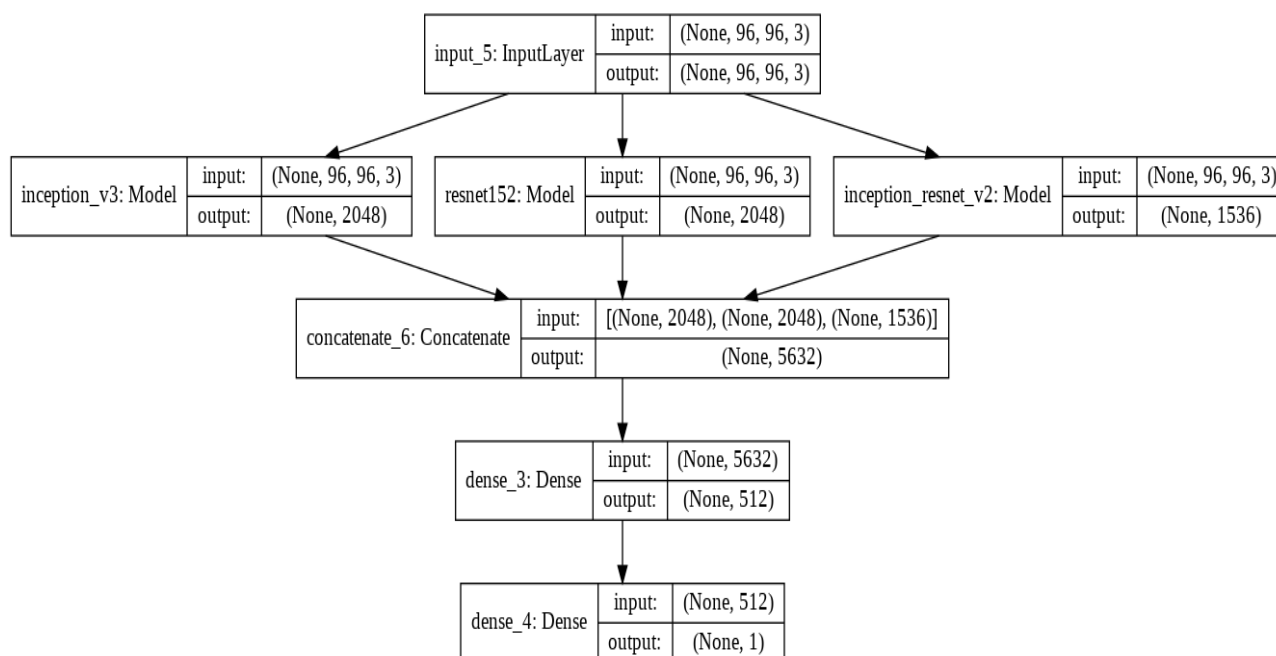 input_5: InputLayer
input:
(None, 96, 96, 3)
output:
(None, 96, 96, 3)
inception_v3: Model
input:
(None, 96, 96, 3)
output:
(None, 2048)
resnet152: Model
input:
(None, 96, 96, 3)
output:
(None, 2048)
inception_resnet_v2: Model
input:
(None, 96, 96, 3)
output:
(None, 1536)
concatenate_6: Concatenate
input:
[(None, 2048), (None, 2048), (None, 1536)]
output:
(None, 5632)
dense_3: Dense
input:
(None, 5632)
output:
(None, 512)
dense_4: Dense
input:
(None, 512)
output:
(None, 1)